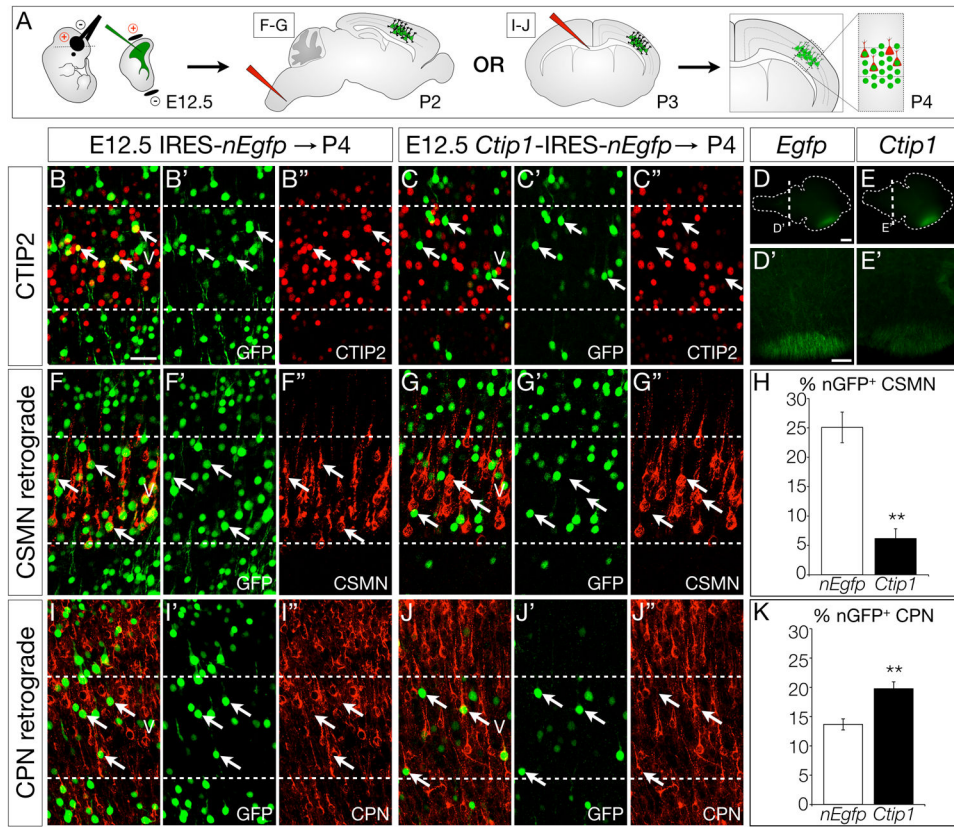 A
F-G
I-J
OR
E12.5
P2
P3
P4
E12.5 IRES-nEgfp → P4
E12.5 Ctip1-IRES-nEgfp → P4
Egfp
Ctip1
CTIP2
B
B'
B''
C
C'
C''
D
E
V
V
D'
E'
D'
E'
GFP
CTIP2
GFP
CTIP2
CSMN retrograde
F
F'
F''
G
G'
G''
V
V
GFP
CSMN
GFP
CSMN
H
% nGFP+ CSMN
30
25
20
15
10
5
0
**
nEgfp
Ctip1
CPN retrograde
I
I'
I''
J
J'
J''
V
V
GFP
CPN
GFP
CPN
K
% nGFP+ CPN
30
25
20
15
10
5
0
**
nEgfp
Ctip1